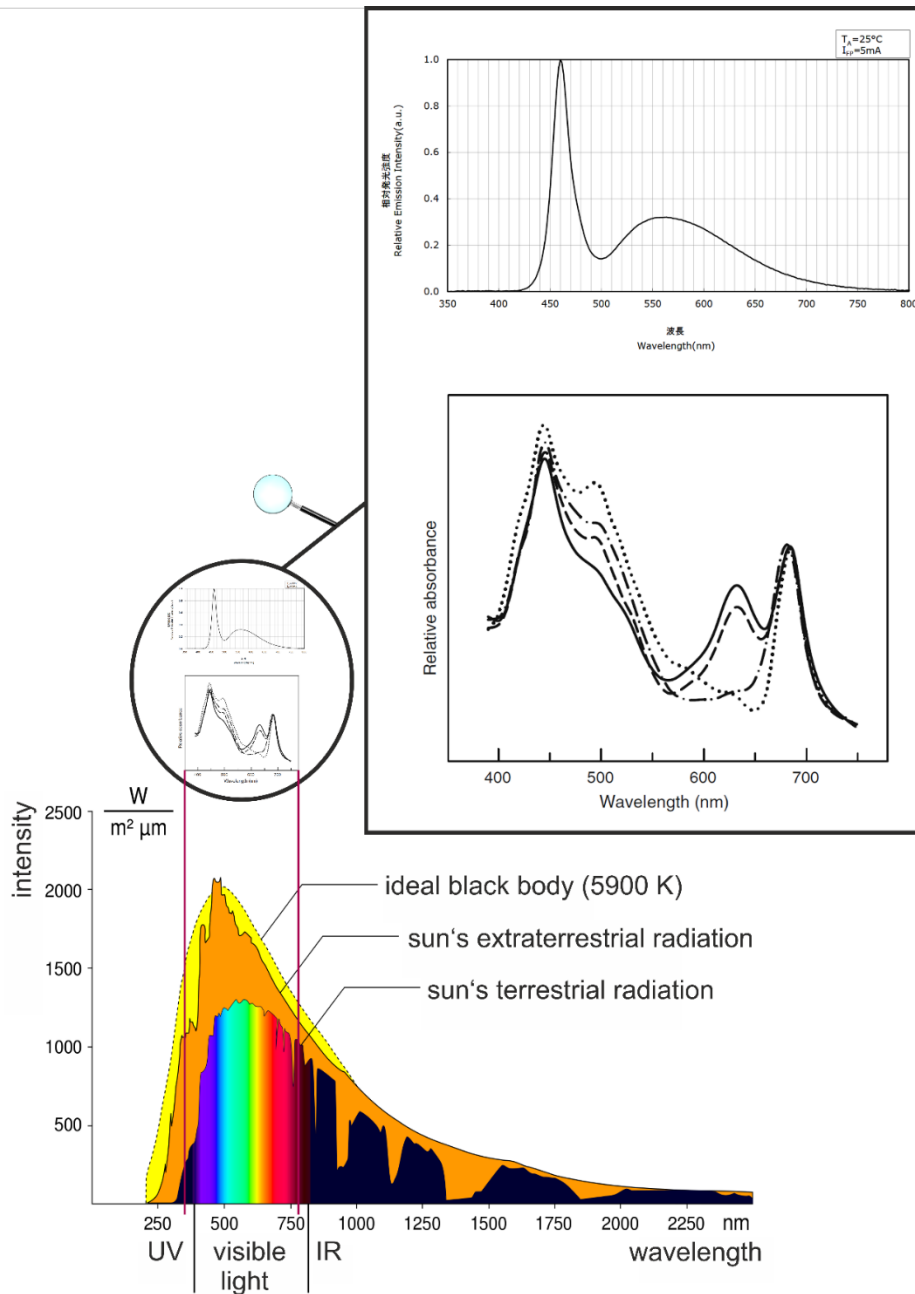 T_A=25°C
I_FP=5mA
1.0
0.8
0.6
0.4
0.2
0.0
相対発光強度
Relative Emission Intensity(a.u.)
350 400 450 500 550 600 650 700 750 800
波長
Wavelength(nm)
Relative absorbance
400 500 600 700
Wavelength (nm)
W
m² µm
intensity
2500
2000
1500
1000
500
ideal black body (5900 K)
sun‘s extraterrestrial radiation
sun‘s terrestrial radiation
250 500 750 1000 1250 1500 1750 2000 2250 nm
UV visible light IR wavelength